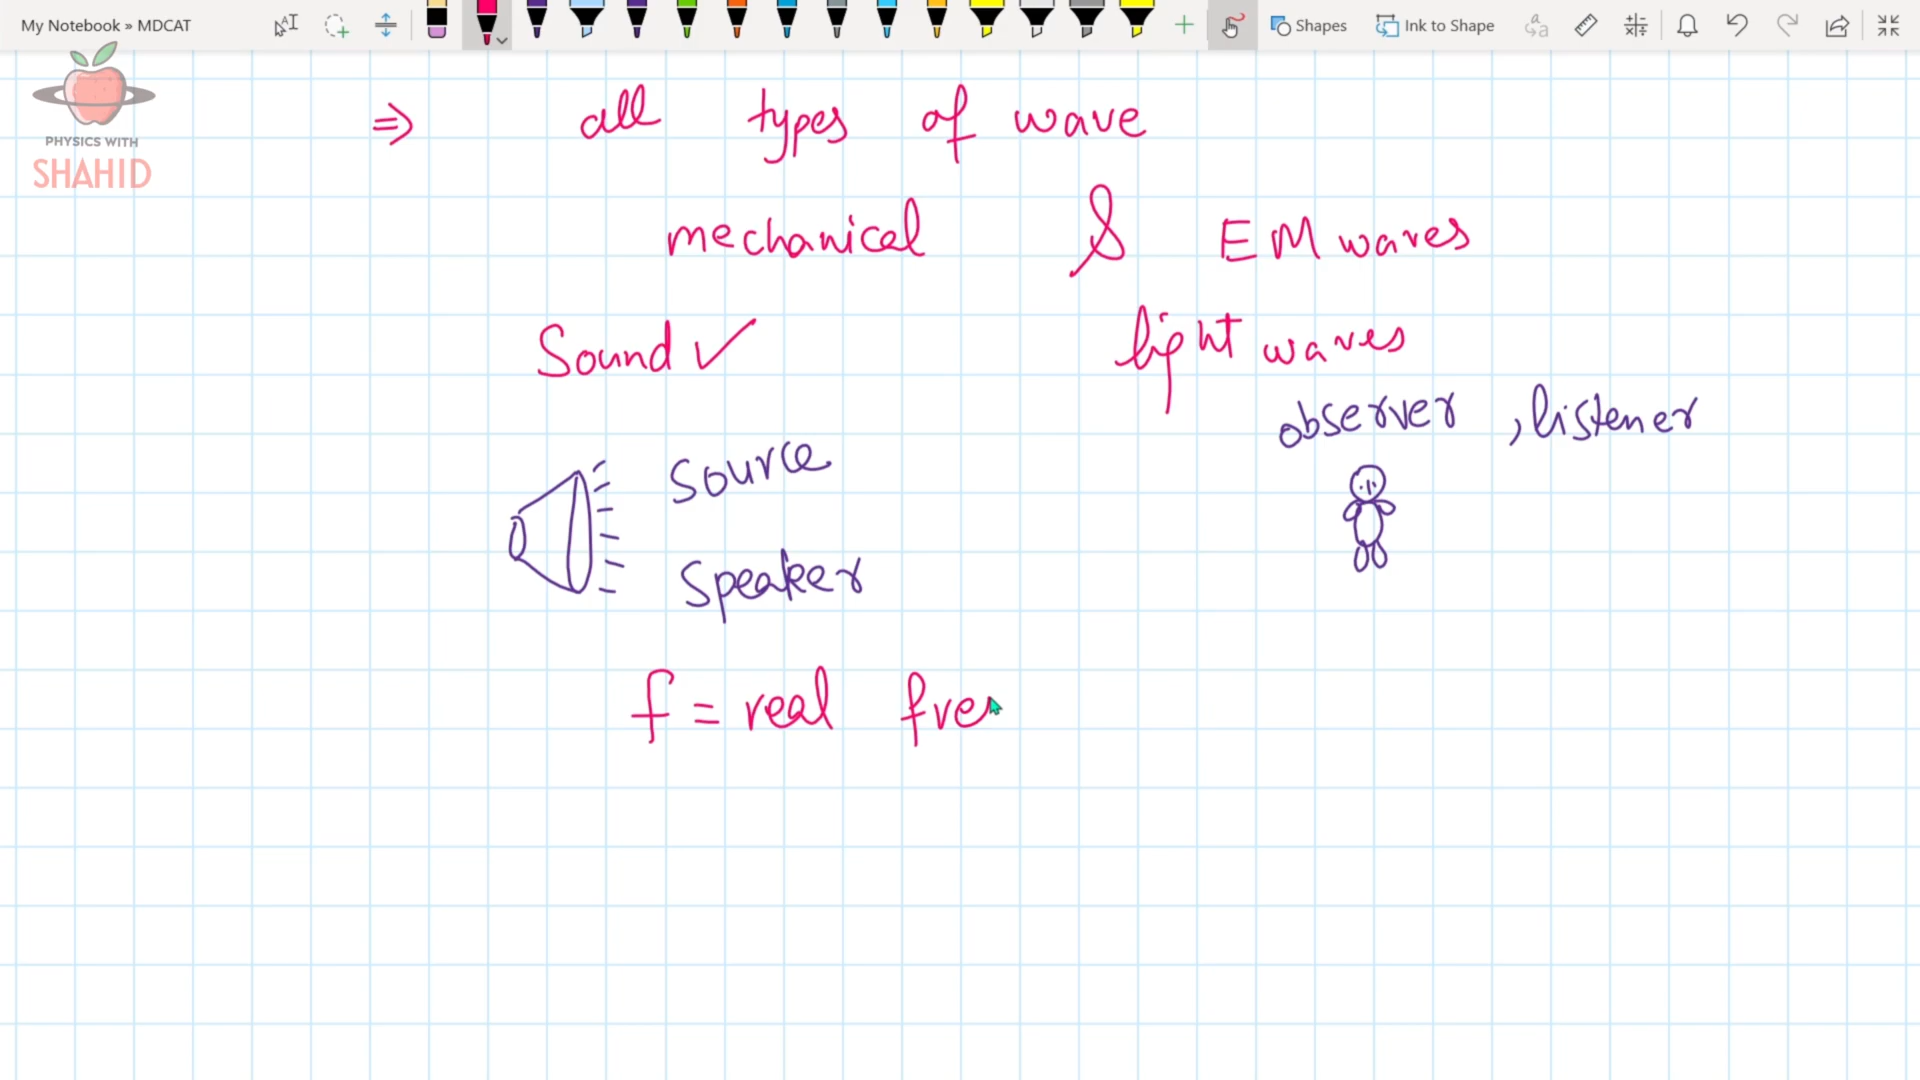 My Notebook » MDCAT
Shapes
Ink to Shape
PHYSICS WITH
SHAHID
⇒ all types of wave
mechanical & EM waves
Sound ✓ light waves
observer , listener
Source
Speaker
f = real fre